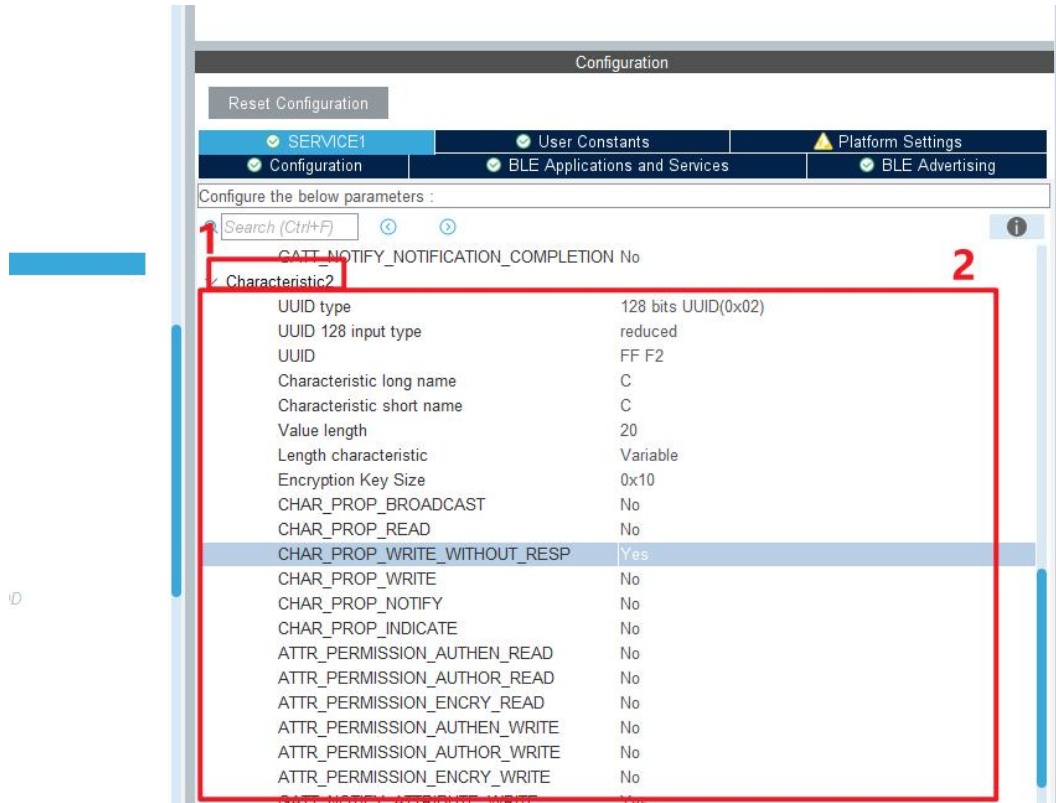 Configuration
Reset Configuration
SERVICE1 User Constants Platform Settings
Configuration BLE Applications and Services BLE Advertising
Configure the below parameters :
Search (Ctrl+F)
1
GATT_NOTIFY_NOTIFICATION_COMPLETION No
2
Characteristic2
UUID type 128 bits UUID(0x02)
UUID 128 input type reduced
UUID FF F2
Characteristic long name C
Characteristic short name C
Value length 20
Length characteristic Variable
Encryption Key Size 0x10
CHAR_PROP_BROADCAST No
CHAR_PROP_READ No
CHAR_PROP_WRITE_WITHOUT_RESP Yes
CHAR_PROP_WRITE No
CHAR_PROP_NOTIFY No
CHAR_PROP_INDICATE No
ATTR_PERMISSION_AUTHEN_READ No
ATTR_PERMISSION_AUTHOR_READ No
ATTR_PERMISSION_ENCRY_READ No
ATTR_PERMISSION_AUTHEN_WRITE No
ATTR_PERMISSION_AUTHOR_WRITE No
ATTR_PERMISSION_ENCRY_WRITE No
GATT_NOTIFY_ATTRIBUTE_WRITE Yes